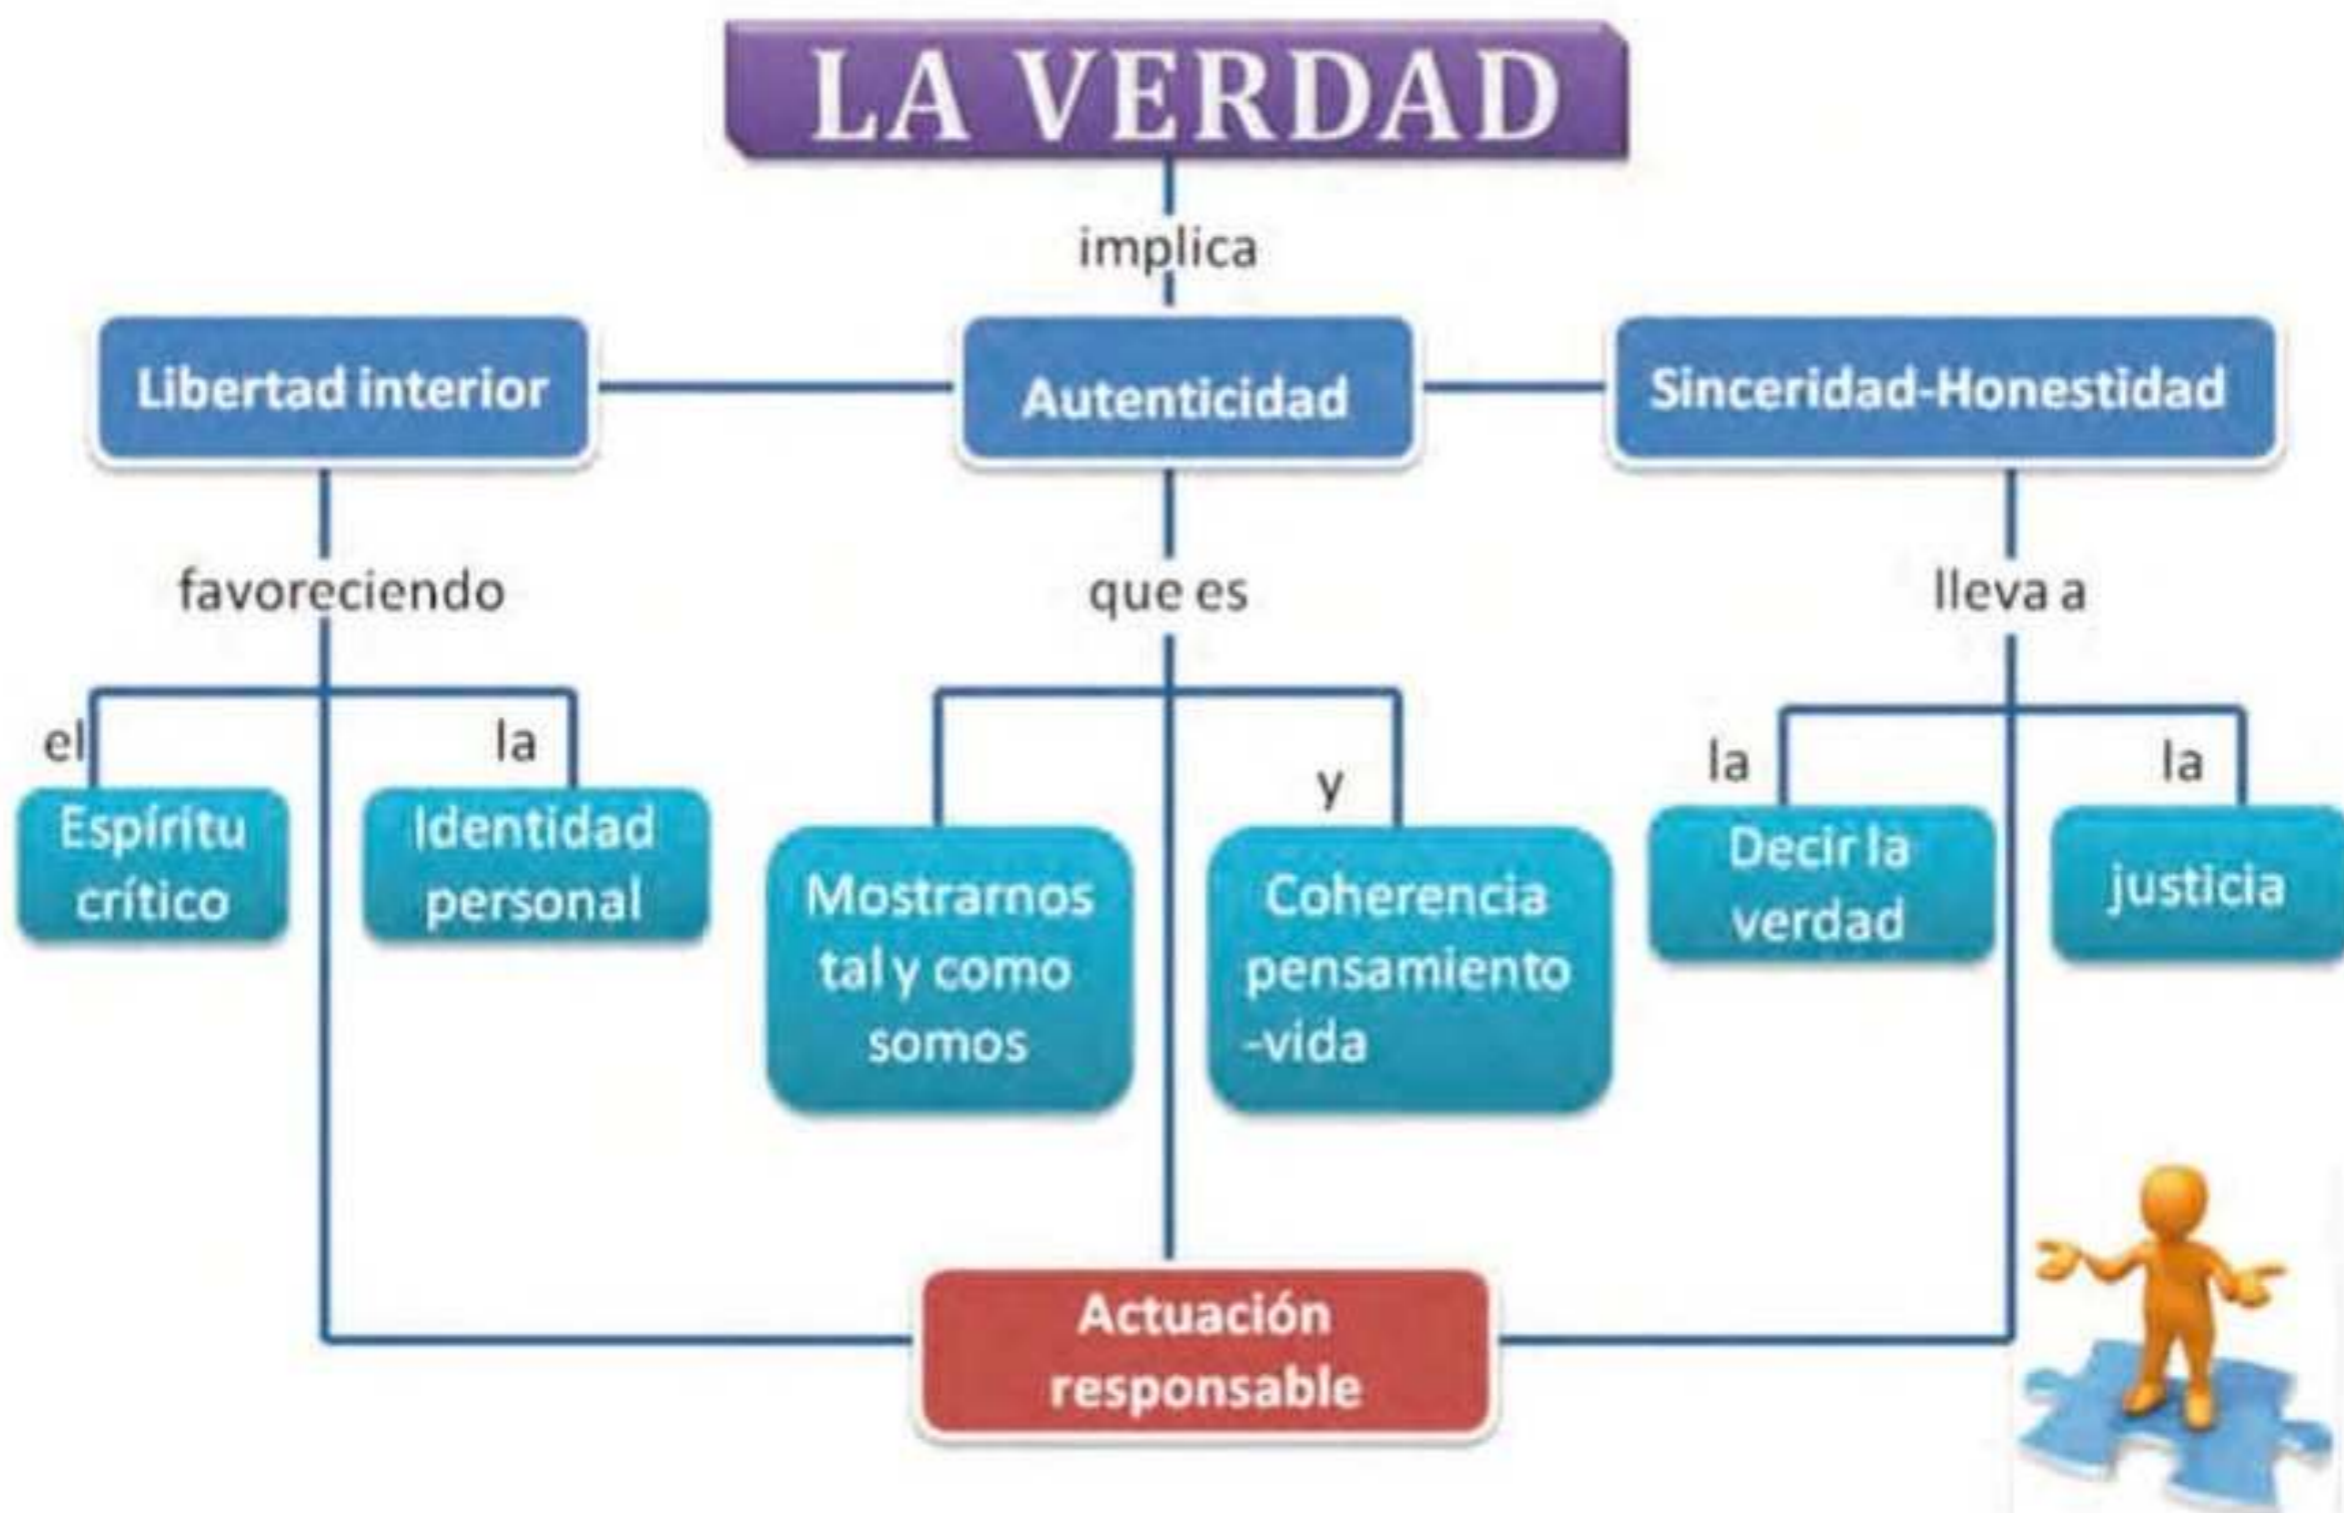 LA VERDAD
implica
Libertad interior
Autenticidad
Sinceridad-Honestidad
favoreciendo
que es
lleva a
el
la
y
la
la
Espíritu
crítico
Identidad
personal
Mostrarnos
tal y como
somos
Coherencia
pensamiento
-vida
Decir la
verdad
justicia
Actuación
responsable